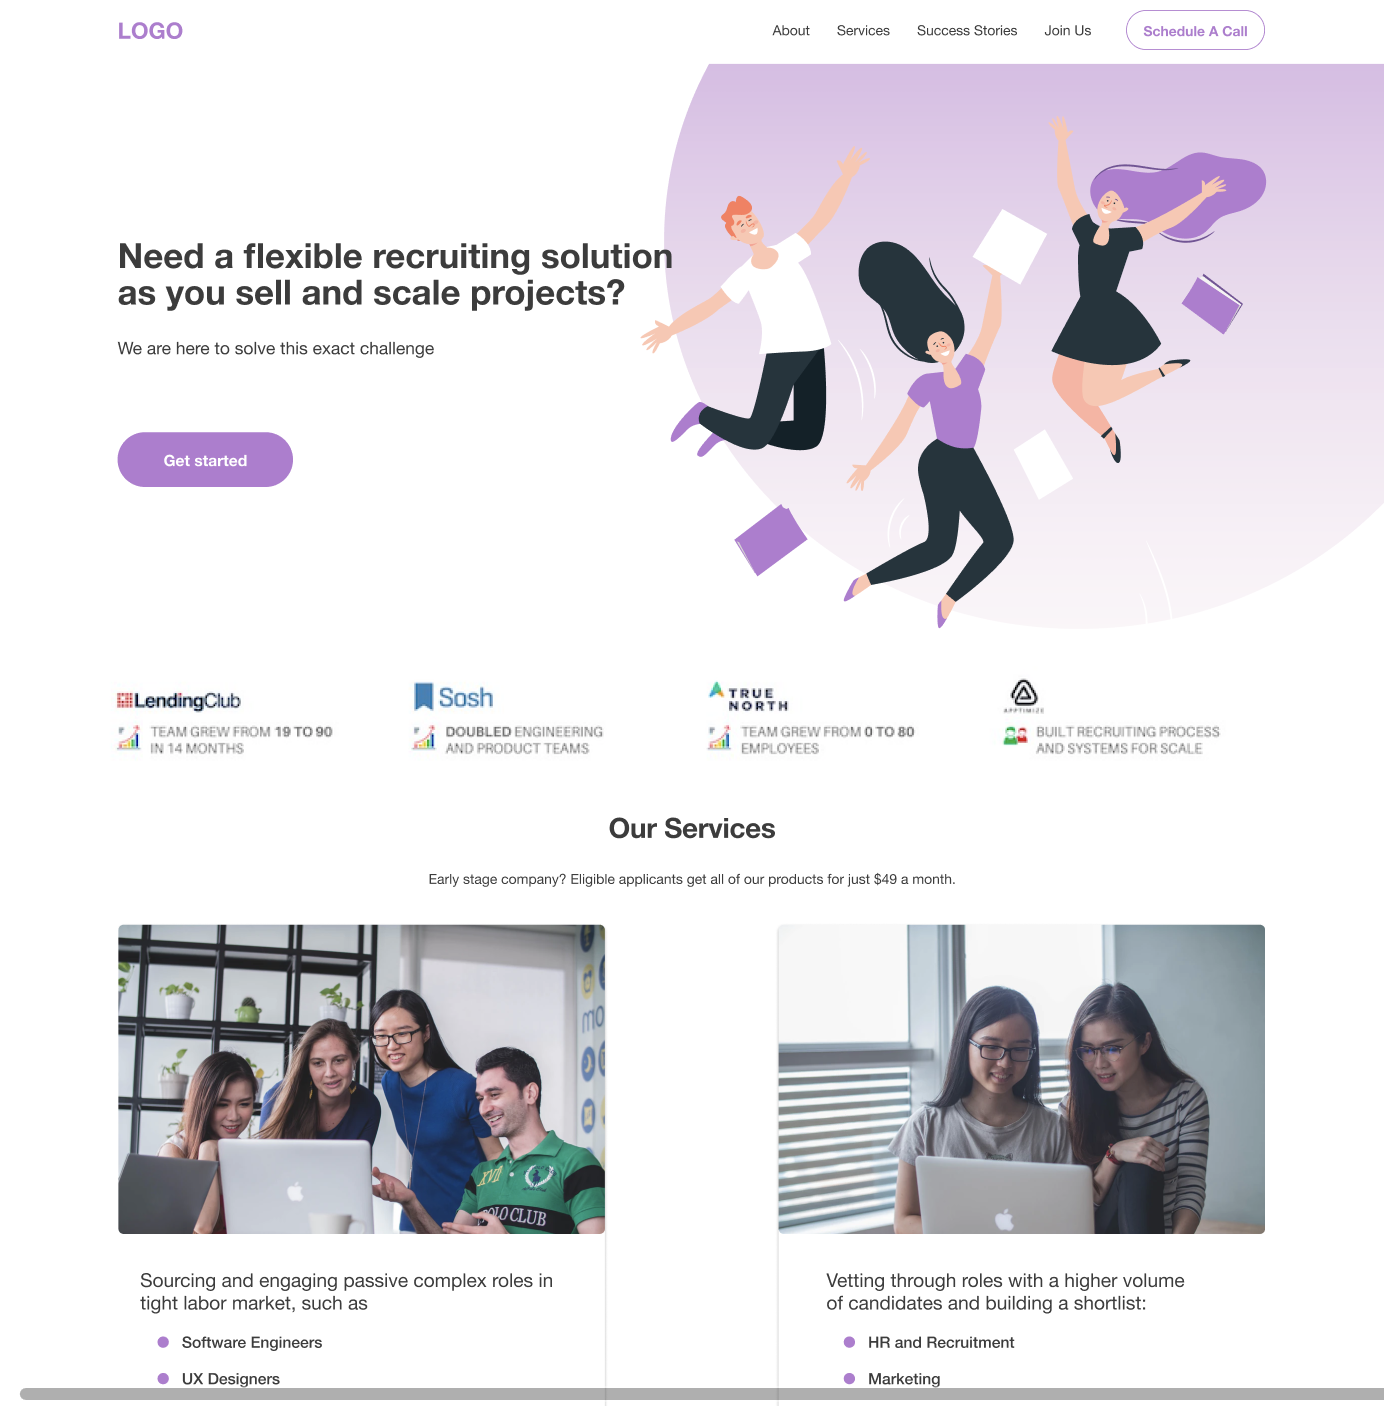 LOGO
About
Services
Success Stories
Join Us
Schedule A Call
Need a flexible recruiting solution
as you sell and scale projects?
We are here to solve this exact challenge
Get started
LendingClub
TEAM GREW FROM 19 TO 90
IN 14 MONTHS
Sosh
DOUBLED ENGINEERING
AND PRODUCT TEAMS
TRUE
NORTH
TEAM GREW FROM 0 TO 80
EMPLOYEES
APPTIMIZE
BUILT RECRUITING PROCESS
AND SYSTEMS FOR SCALE
Our Services
Early stage company? Eligible applicants get all of our products for just $49 a month.
mo
XVII
POLO CLUB
Sourcing and engaging passive complex roles in
tight labor market, such as
Software Engineers
UX Designers
Vetting through roles with a higher volume
of candidates and building a shortlist:
HR and Recruitment
Marketing